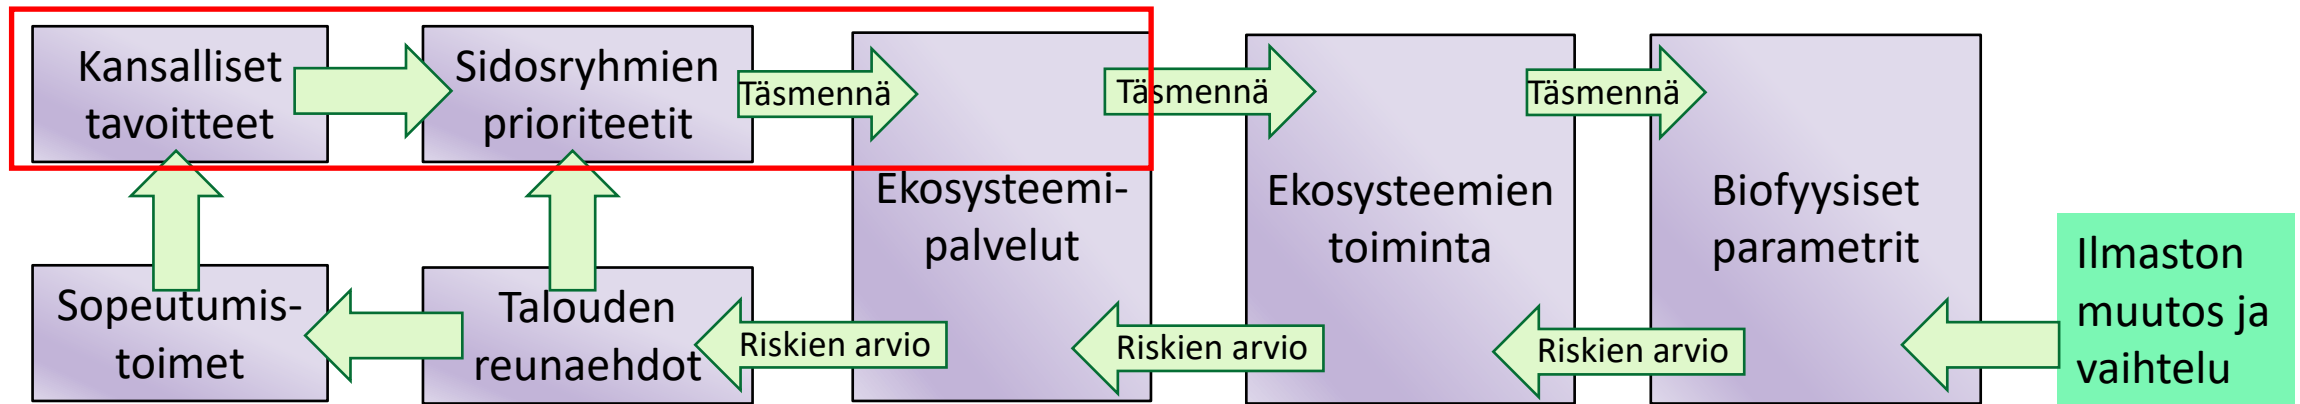 Kansalliset
tavoitteet
Sidosryhmien
prioriteetit
Täsmennä
Ekosysteemi-
palvelut
Täsmennä
Ekosysteemien
toiminta
Täsmennä
Biofyysiset
parametrit
Ilmaston
muutos ja
vaihtelu
Riskien arvio
Riskien arvio
Riskien arvio
Talouden
reunaehdot
Sopeutumis-
toimet